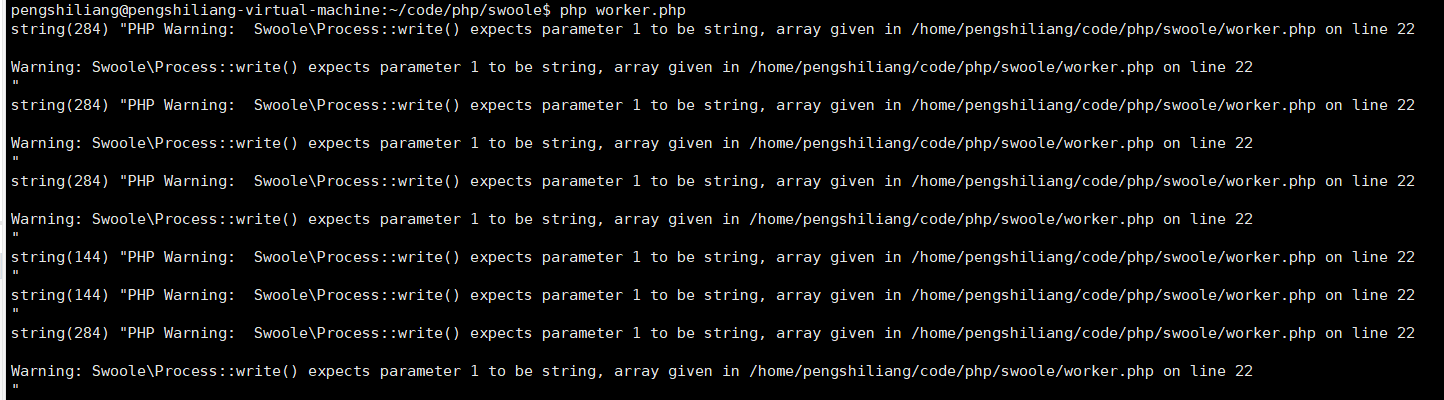 pengshiliang@pengshiliang-virtual-machine:~/code/php/swoole$ php worker.php
string(284) "PHP Warning:  Swoole\Process::write() expects parameter 1 to be string, array given in /home/pengshiliang/code/php/swoole/worker.php on line 22
Warning: Swoole\Process::write() expects parameter 1 to be string, array given in /home/pengshiliang/code/php/swoole/worker.php on line 22
"
string(284) "PHP Warning:  Swoole\Process::write() expects parameter 1 to be string, array given in /home/pengshiliang/code/php/swoole/worker.php on line 22
Warning: Swoole\Process::write() expects parameter 1 to be string, array given in /home/pengshiliang/code/php/swoole/worker.php on line 22
"
string(284) "PHP Warning:  Swoole\Process::write() expects parameter 1 to be string, array given in /home/pengshiliang/code/php/swoole/worker.php on line 22
Warning: Swoole\Process::write() expects parameter 1 to be string, array given in /home/pengshiliang/code/php/swoole/worker.php on line 22
"
string(144) "PHP Warning:  Swoole\Process::write() expects parameter 1 to be string, array given in /home/pengshiliang/code/php/swoole/worker.php on line 22
"
string(144) "PHP Warning:  Swoole\Process::write() expects parameter 1 to be string, array given in /home/pengshiliang/code/php/swoole/worker.php on line 22
"
string(284) "PHP Warning:  Swoole\Process::write() expects parameter 1 to be string, array given in /home/pengshiliang/code/php/swoole/worker.php on line 22
Warning: Swoole\Process::write() expects parameter 1 to be string, array given in /home/pengshiliang/code/php/swoole/worker.php on line 22
"